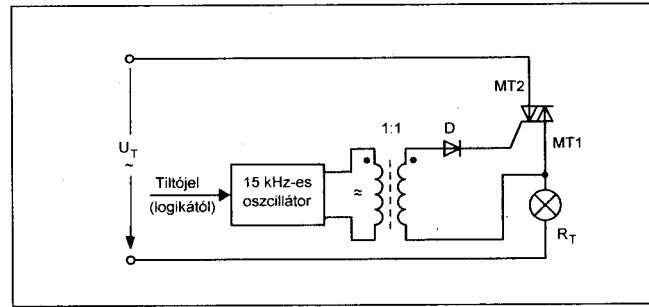 MT2
1:1
D
MT1
U_T
~
Tiltójel
(logikától)
15 kHz-es
oszcillátor
≈
R_T